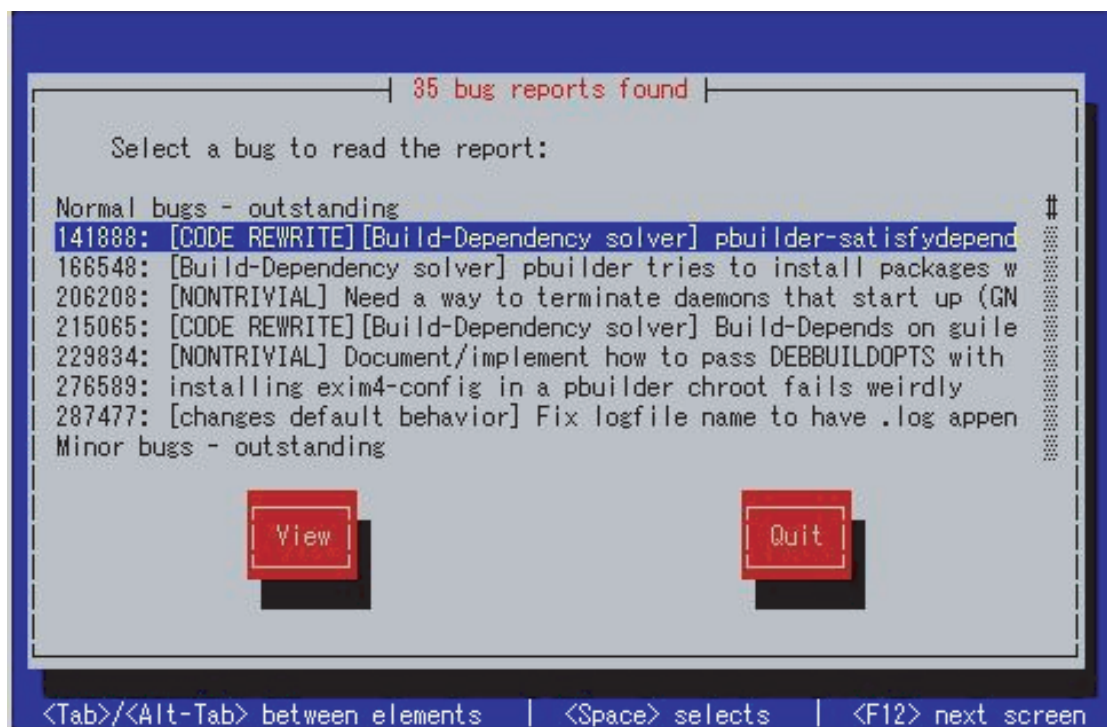 35 bug reports found
Select a bug to read the report:
Normal bugs - outstanding
141888: [CODE REWRITE][Build-Dependency solver] pbuilder-satisfydepend
166548: [Build-Dependency solver] pbuilder tries to install packages w
206208: [NONTRIVIAL] Need a way to terminate daemons that start up (GN
215065: [CODE REWRITE][Build-Dependency solver] Build-Depends on guile
229834: [NONTRIVIAL] Document/implement how to pass DEBBUILDOPTS with
276589: installing exim4-config in a pbuilder chroot fails weirdly
287477: [changes default behavior] Fix logfile name to have .log appen
Minor bugs - outstanding
View Quit
<Tab>/<Alt-Tab> between elements | <Space> selects | <F12> next screen